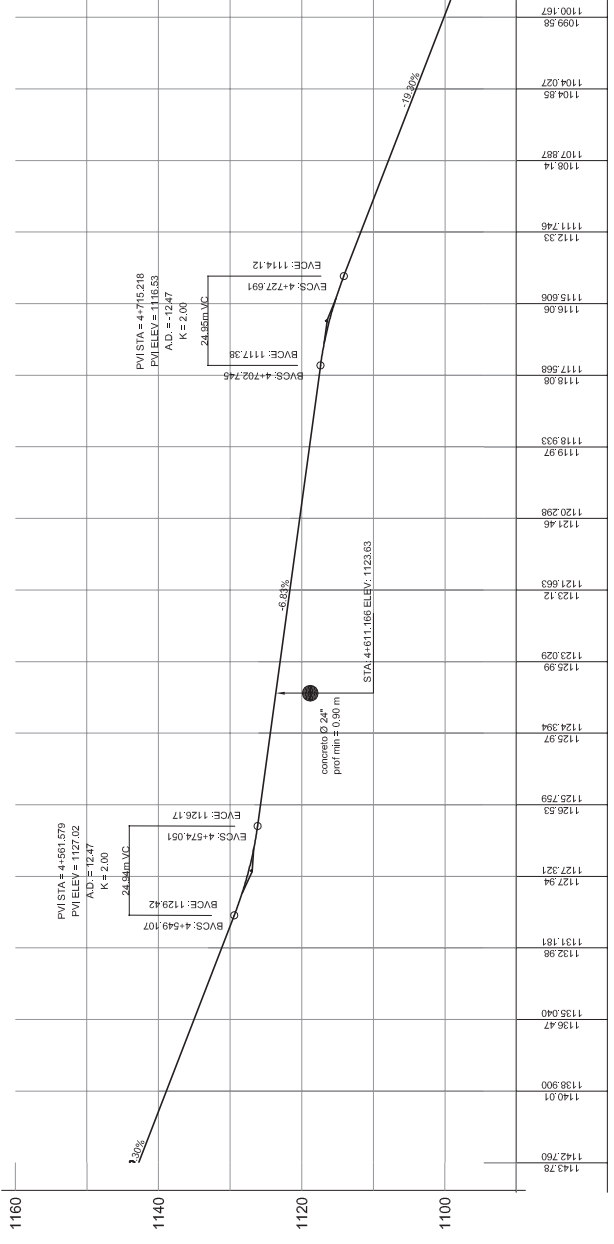 PVI STA = 4+561.579
PVI ELEV = 1127.02
A.D. = 12.47
K = 2.00
24.94m VC
BVCS: 4+549.107
BVCE: 1129.42
EVCS: 4+574.051
EVCE: 1126.17
PVI STA = 4+715.218
PVI ELEV = 1116.53
A.D. = -12.47
K = 2.00
24.95m VC
BVCS: 4+702.745
BVCE: 1117.38
EVCS: 4+727.691
EVCE: 1114.12
-6.83%
-19.30%
concreto Ø 24"
prof min = 0.90 m
STA: 4+611.166 ELEV: 1123.63
1160
1140
1120
1100
1143.78
1142.760
1140.01
1138.900
1136.47
1135.040
1132.98
1131.181
1127.94
1127.321
1126.53
1125.759
1125.97
1124.394
1125.99
1123.029
1123.12
1121.663
1121.46
1120.298
1119.97
1118.933
1118.08
1117.568
1116.06
1115.606
1112.33
1111.746
1108.14
1107.887
1104.85
1104.027
1099.58
1100.167